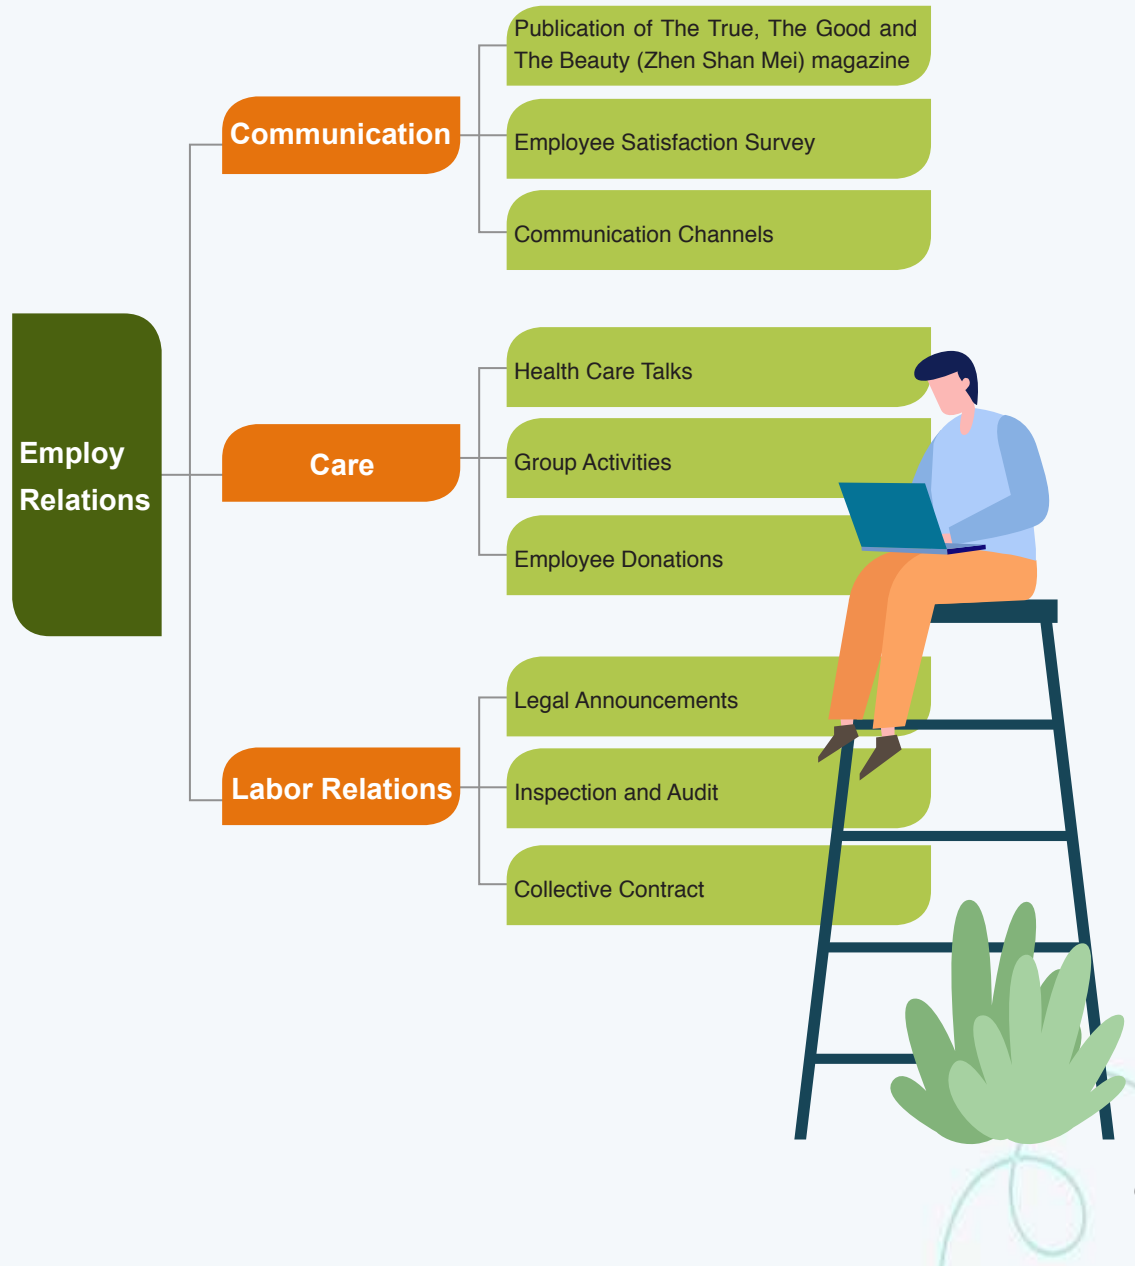 Employ
Relations
Communication
Publication of The True, The Good and
The Beauty (Zhen Shan Mei) magazine
Employee Satisfaction Survey
Communication Channels
Care
Health Care Talks
Group Activities
Employee Donations
Labor Relations
Legal Announcements
Inspection and Audit
Collective Contract